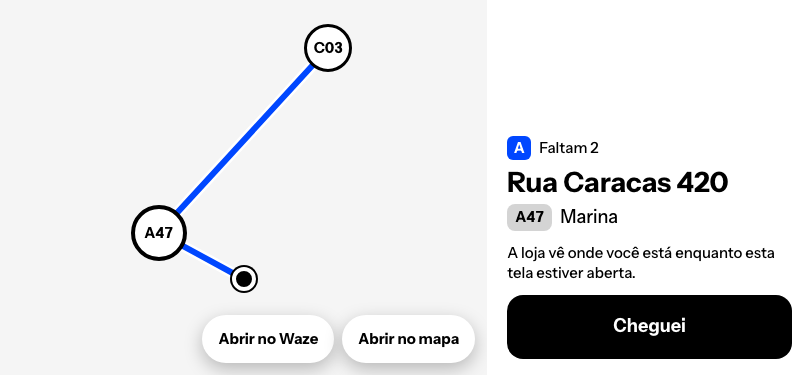 C03
A47
Abrir no Waze
Abrir no mapa
A Faltam 2
Rua Caracas 420
A47 Marina
A loja vê onde você está enquanto esta
tela estiver aberta.
Cheguei